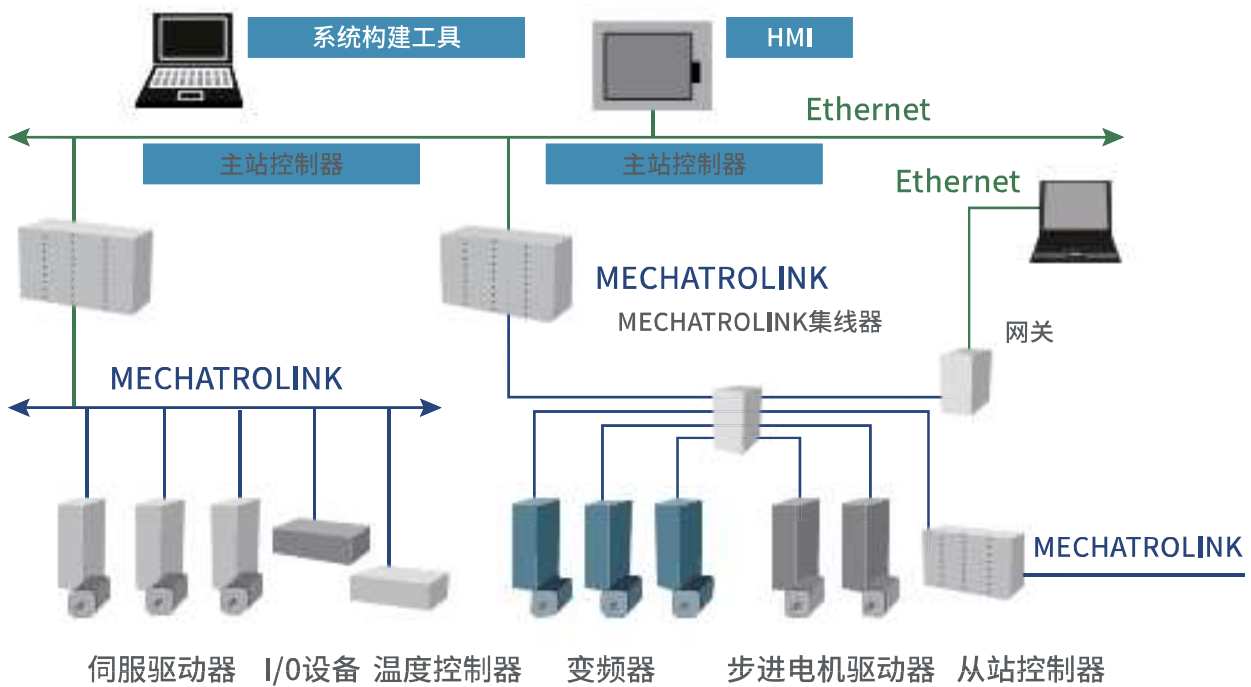 系统构建工具
HMI
Ethernet
主站控制器
主站控制器
Ethernet
MECHATROLINK
MECHATROLINK集线器
网关
MECHATROLINK
MECHATROLINK
伺服驱动器
I/0设备
温度控制器
变频器
步进电机驱动器
从站控制器